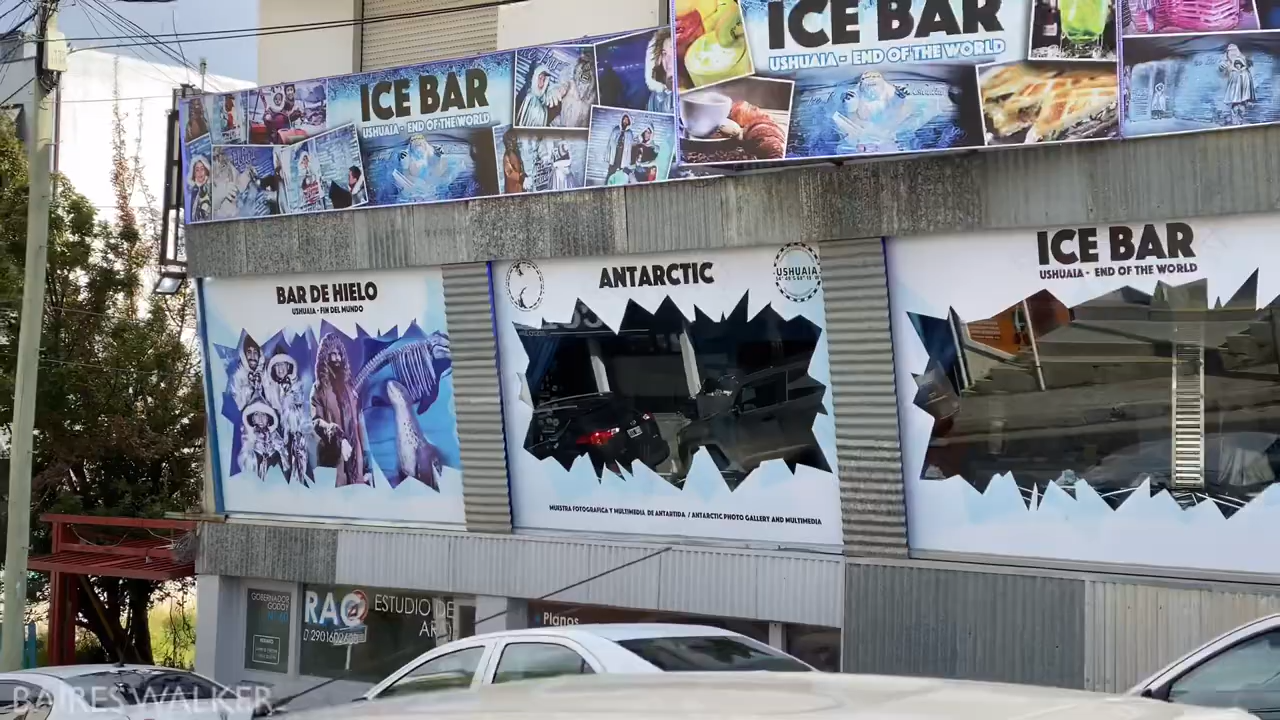 ICE BAR
USHUAIA - END OF THE WORLD
ICE BAR
USHUAIA - END OF THE WORLD
BAR DE HIELO
USHUAIA - FIN DEL MUNDO
ANTARCTIC
USHUAIA
ICE BAR
USHUAIA - END OF THE WORLD
MUESTRA FOTOGRAFICA Y MULTIMEDIA DE ANTARTIDA / ANTARCTIC PHOTO GALLERY AND MULTIMEDIA
GOBERNADOR
GODOY
ESTUDIO DE
Planos
BAIRES WALKER